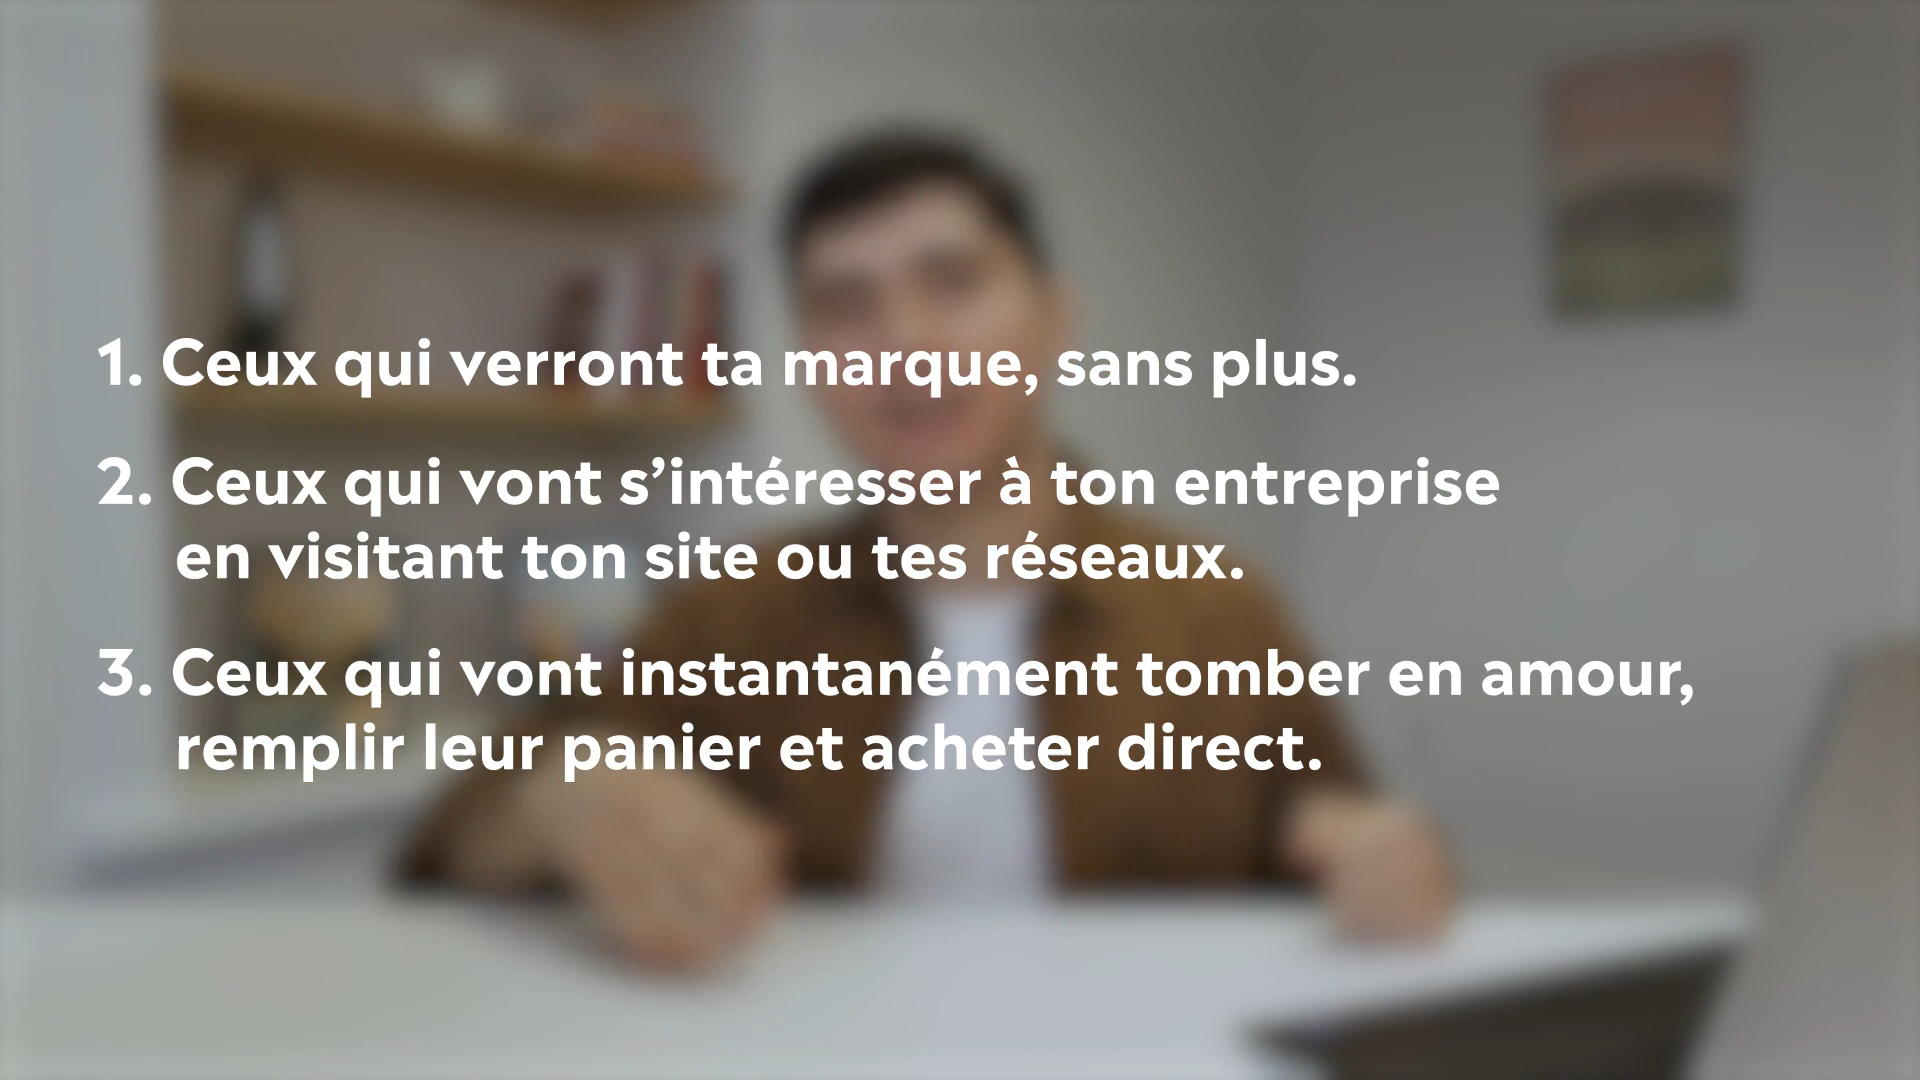 1. Ceux qui verront ta marque, sans plus.
2. Ceux qui vont s’intéresser à ton entreprise
en visitant ton site ou tes réseaux.
3. Ceux qui vont instantanément tomber en amour,
remplir leur panier et acheter direct.